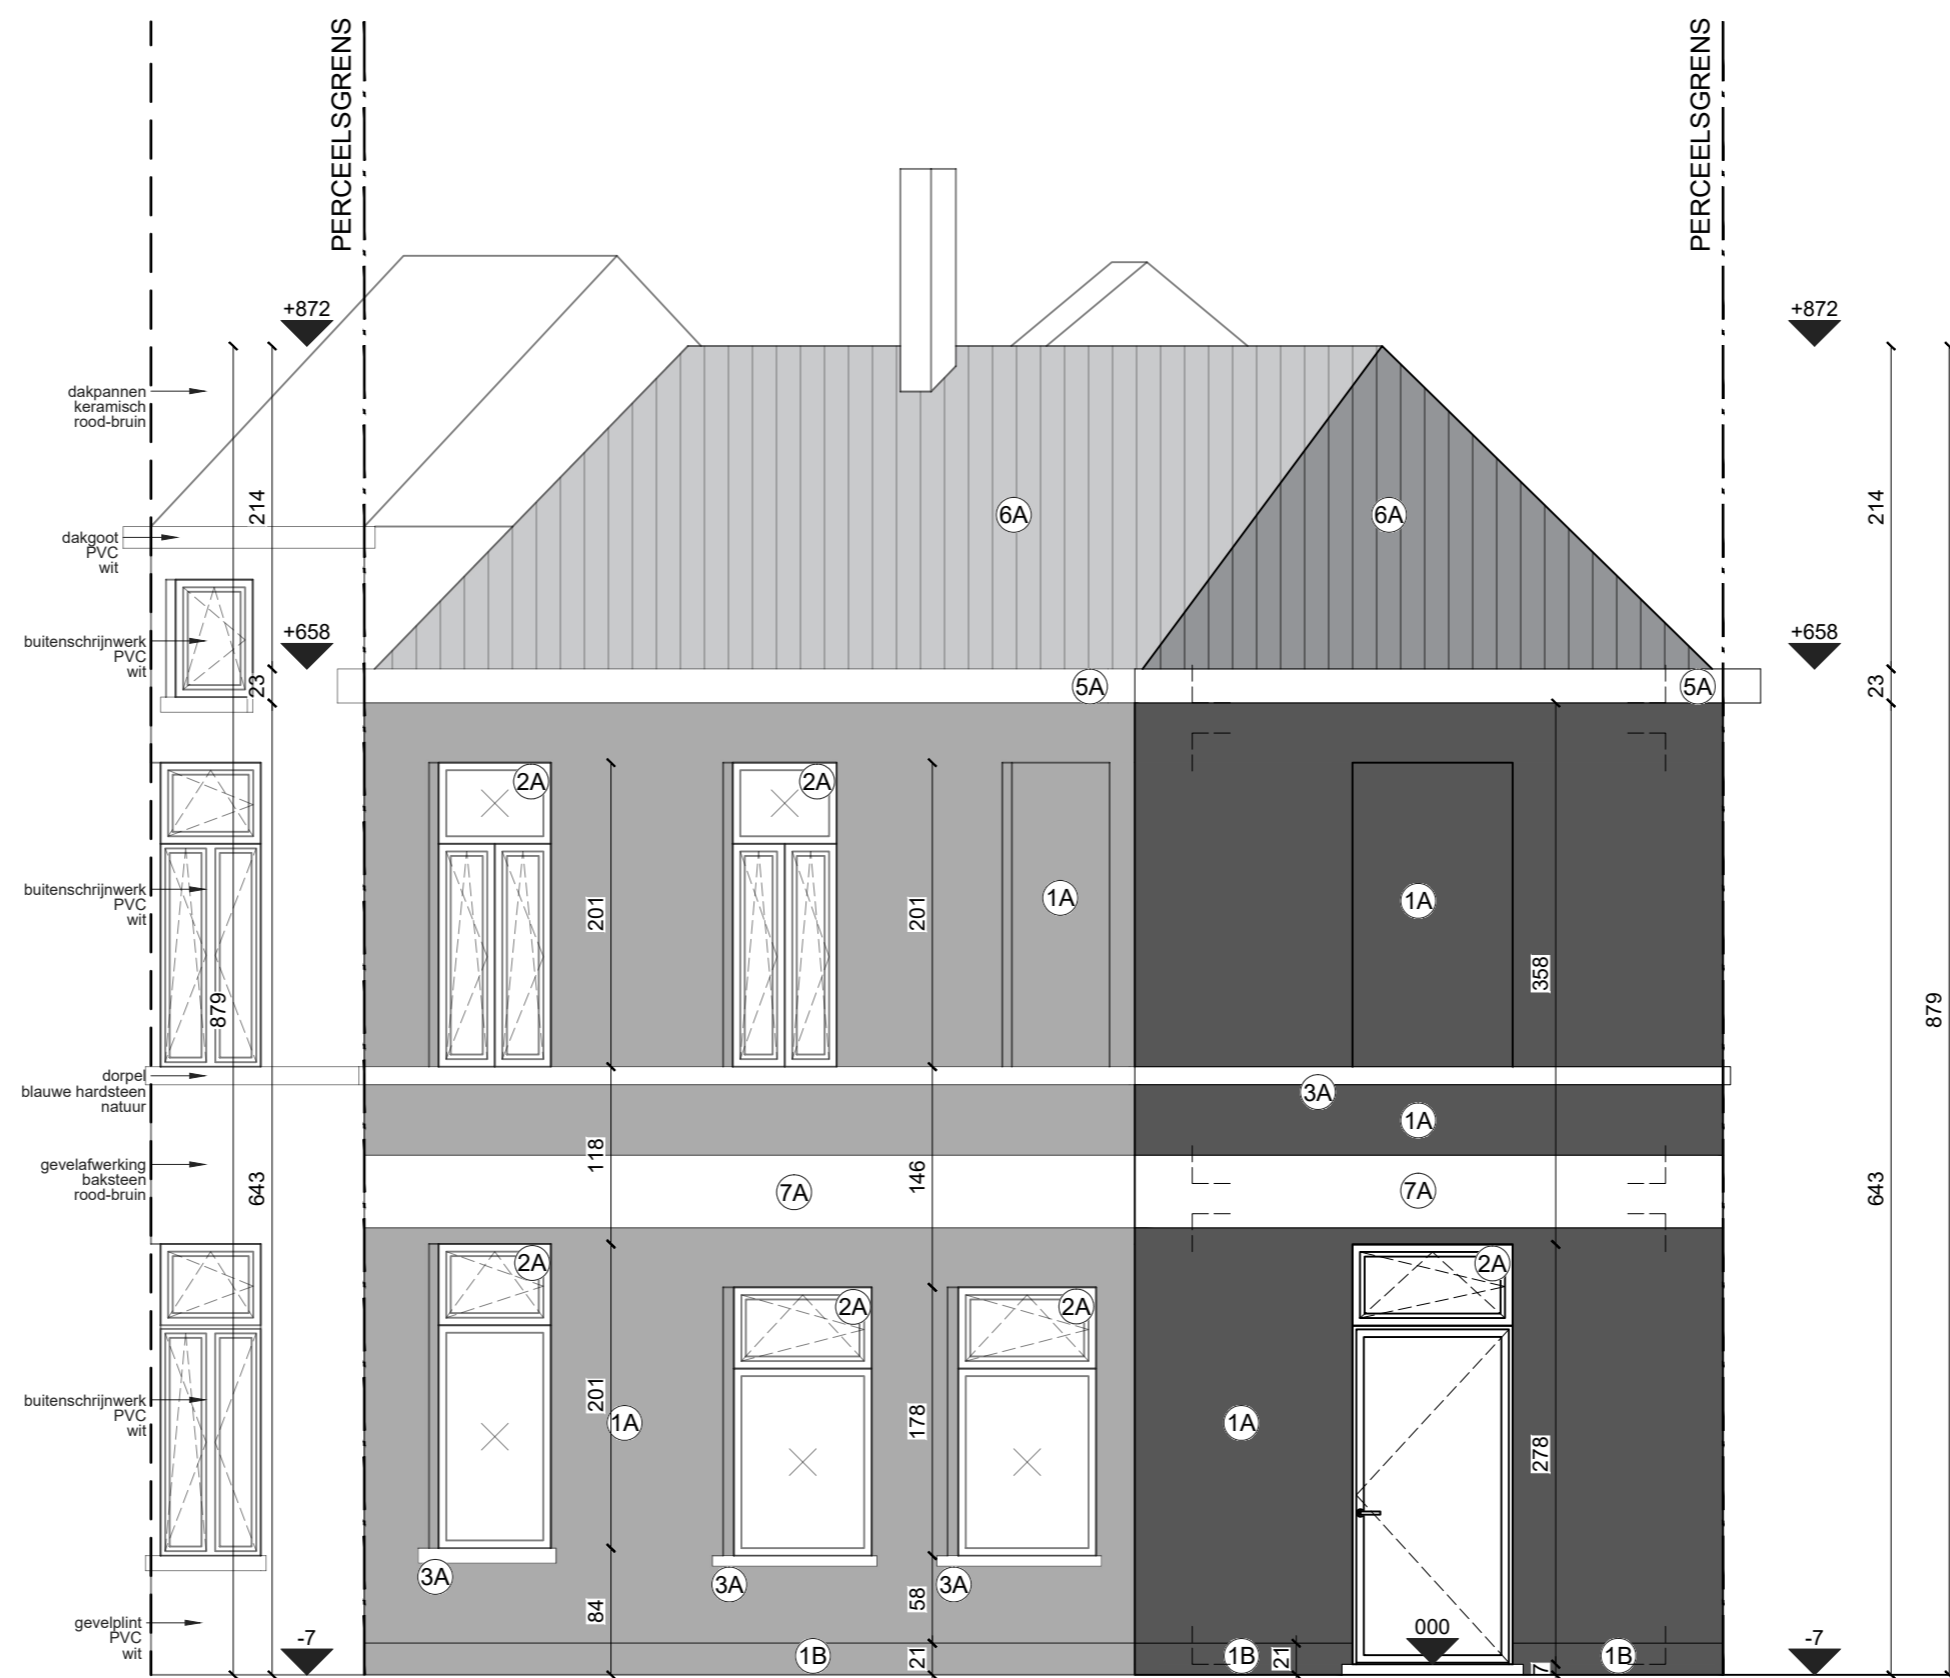 PERCEELSGRENS
PERCEELSGRENS
+872
+872
dakpannen
keramisch
rood-bruin
214
6A
6A
214
dakgoot
PVC
wit
+658
+658
buitenschrijnwerk
PVC
wit
23
5A
5A
23
2A
2A
201
201
1A
1A
buitenschrijnwerk
PVC
wit
358
879
879
dorpel
blauwe hardsteen
natuur
3A
1A
118
146
gevelafwerking
baksteen
rood-bruin
643
7A
7A
643
2A
2A
2A
2A
buitenschrijnwerk
PVC
wit
201
1A
178
1A
278
3A
3A
3A
84
58
gevelplint
PVC
wit
-7
000
-7
1B
21
1B
21
7
1B